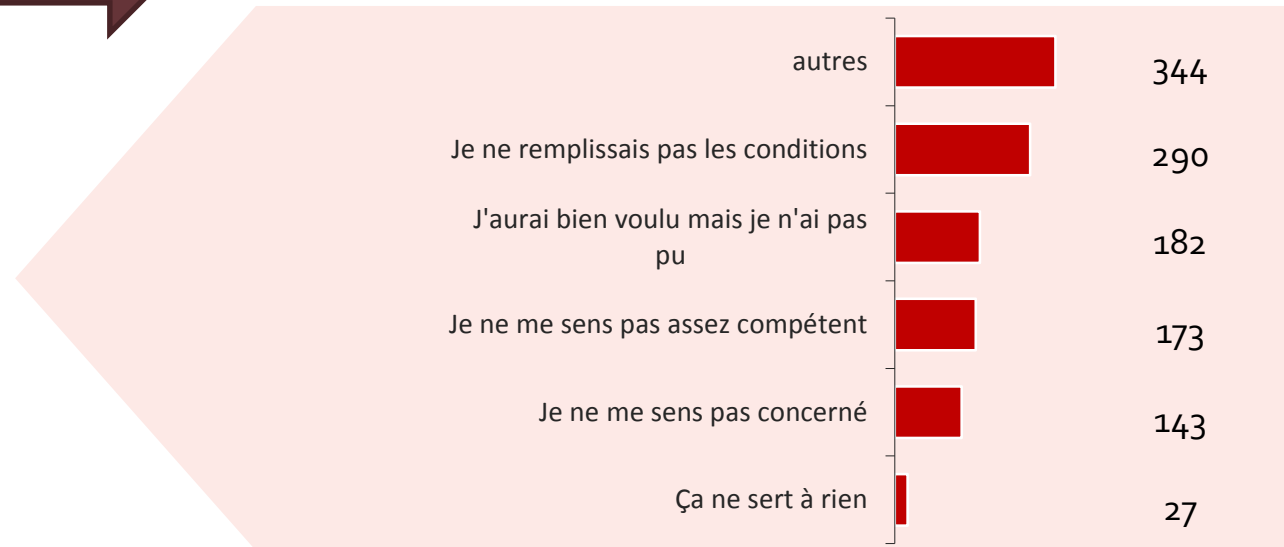 autres 344
Je ne remplissais pas les conditions 290
J'aurai bien voulu mais je n'ai pas
pu 182
Je ne me sens pas assez compétent 173
Je ne me sens pas concerné 143
Ça ne sert à rien 27